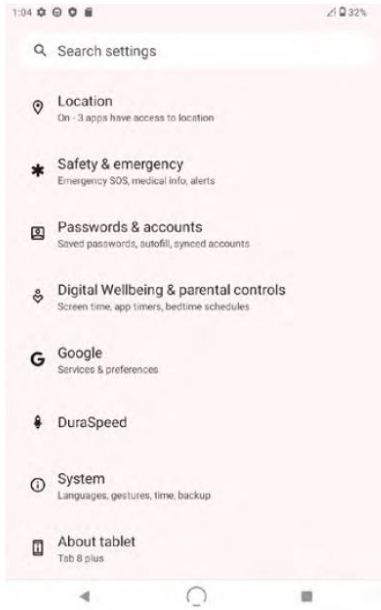 1:04 32%
Search settings
Location
On - 3 apps have access to location
Safety & emergency
Emergency SOS, medical info, alerts
Passwords & accounts
Saved passwords, autofill, synced accounts
Digital Wellbeing & parental controls
Screen time, app timers, bedtime schedules
Google
Services & preferences
DuraSpeed
System
Languages, gestures, time, backup
About tablet
Tab 8 plus